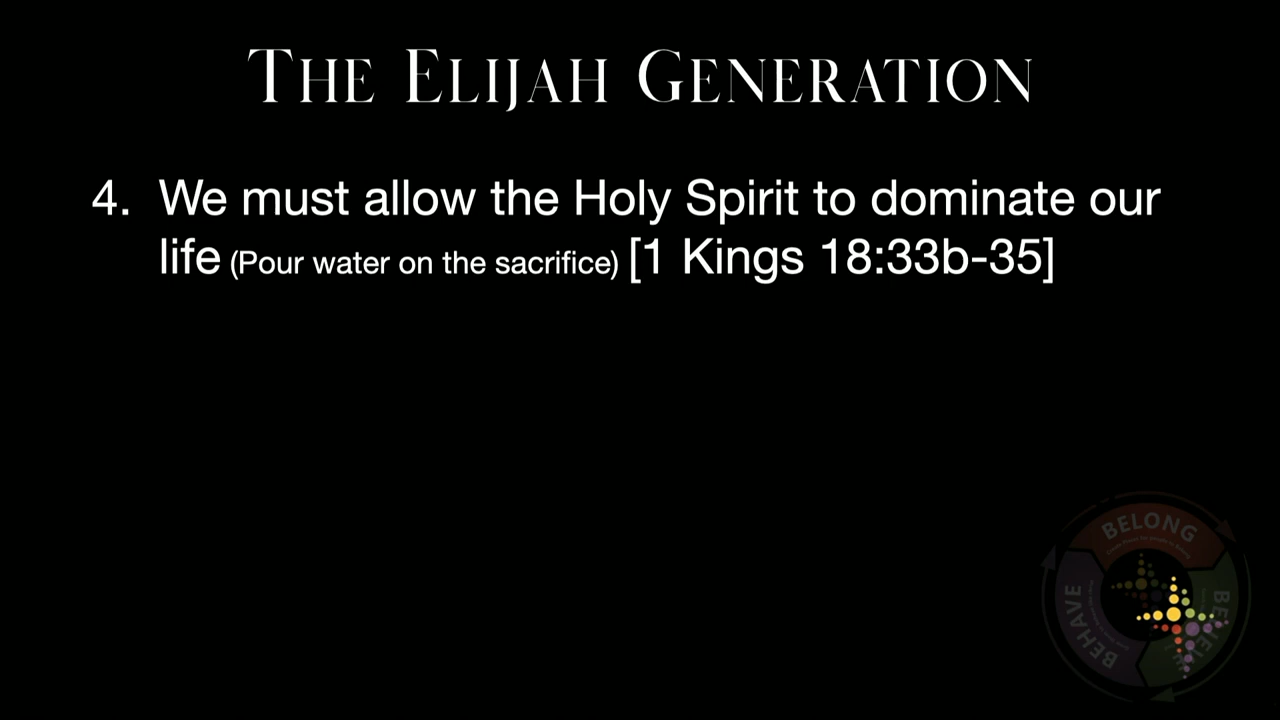 THE ELIJAH GENERATION
4. We must allow the Holy Spirit to dominate our
life (Pour water on the sacrifice) [1 Kings 18:33b-35]
BELONG
BEHAVE